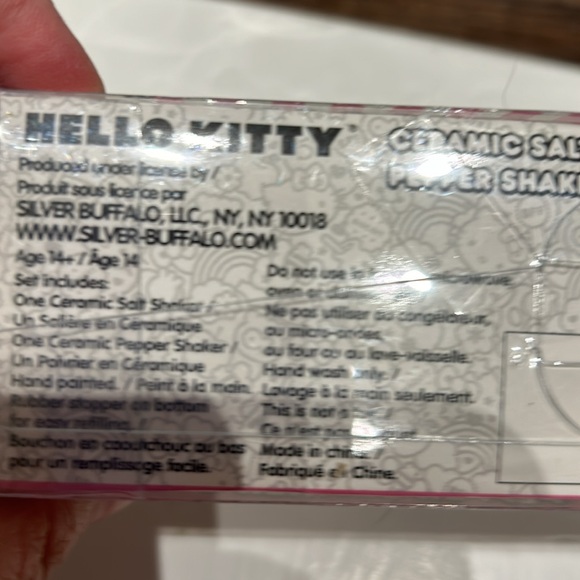 HELLO KITTY
CERAMIC SALT
PEPPER SHAK
Produced under licence by /
Produit sous licence par
SILVER BUFFALO, LLC., NY, NY 10018
WWW.SILVER-BUFFALO.COM
Age 14+ / Âge 14
Set includes:
One Ceramic Salt Shaker /
Un Salière en Céramique
One Ceramic Pepper Shaker /
Un Poivrier en Céramique
Hand painted. / Peint à la main.
Rubber stopper on bottom
for easy refilling. /
Bouchon en caoutchouc au bas
pour un remplissage facile.
Do not use in
Ne pas utiliser au congélateur,
au micro-ondes,
au four ou au lave-vaisselle.
Hand wash only. /
Lavage à la main seulement.
This is not a
Ce n'est pas un
Made in china /
Fabriqué en Chine.